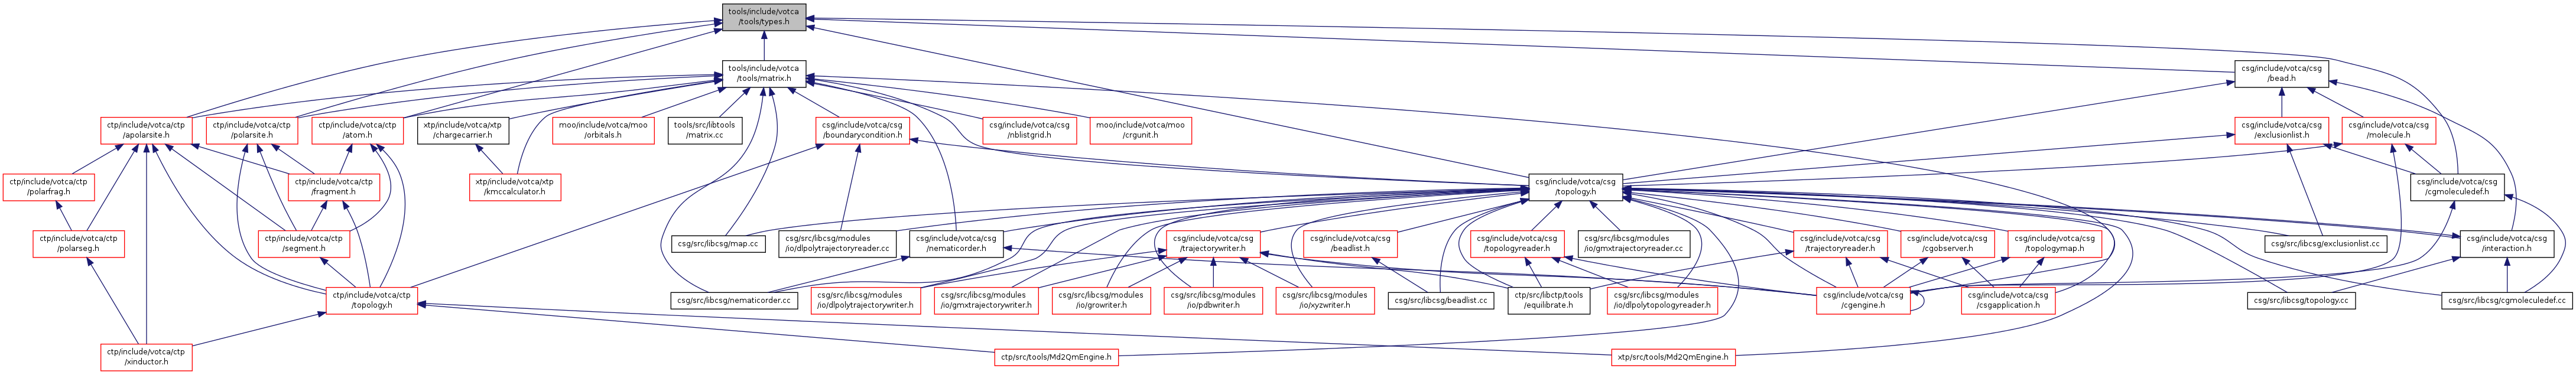 tools/include/votca
/tools/types.h
tools/include/votca
/tools/matrix.h
csg/include/votca/csg
/bead.h
ctp/include/votca/ctp
/apolarsite.h
ctp/include/votca/ctp
/polarsite.h
ctp/include/votca/ctp
/atom.h
xtp/include/votca/xtp
/chargecarrier.h
moo/include/votca/moo
/orbitals.h
tools/src/libtools
/matrix.cc
csg/include/votca/csg
/boundarycondition.h
csg/include/votca/csg
/nblistgrid.h
moo/include/votca/moo
/crgunit.h
csg/include/votca/csg
/exclusionlist.h
csg/include/votca/csg
/molecule.h
ctp/include/votca/ctp
/polarfrag.h
ctp/include/votca/ctp
/fragment.h
xtp/include/votca/xtp
/kmccalculator.h
csg/include/votca/csg
/topology.h
csg/include/votca/csg
/cgmoleculedef.h
ctp/include/votca/ctp
/polarseg.h
ctp/include/votca/ctp
/segment.h
csg/src/libcsg/map.cc
csg/src/libcsg/modules
/io/dlpolytrajectoryreader.cc
csg/include/votca/csg
/nematicorder.h
csg/include/votca/csg
/trajectorywriter.h
csg/include/votca/csg
/beadlist.h
csg/include/votca/csg
/topologyreader.h
csg/src/libcsg/modules
/io/gmxtrajectoryreader.cc
csg/include/votca/csg
/trajectoryreader.h
csg/include/votca/csg
/cgobserver.h
csg/include/votca/csg
/topologymap.h
csg/src/libcsg/exclusionlist.cc
csg/include/votca/csg
/interaction.h
ctp/include/votca/ctp
/topology.h
csg/src/libcsg/nematicorder.cc
csg/src/libcsg/modules
/io/dlpolytrajectorywriter.h
csg/src/libcsg/modules
/io/gmxtrajectorywriter.h
csg/src/libcsg/modules
/io/growriter.h
csg/src/libcsg/modules
/io/pdbwriter.h
csg/src/libcsg/modules
/io/xyzwriter.h
csg/src/libcsg/beadlist.cc
ctp/src/libctp/tools
/equilibrate.h
csg/src/libcsg/modules
/io/dlpolytopologyreader.h
csg/include/votca/csg
/cgengine.h
csg/include/votca/csg
/csgapplication.h
csg/src/libcsg/topology.cc
csg/src/libcsg/cgmoleculedef.cc
ctp/include/votca/ctp
/xinductor.h
ctp/src/tools/Md2QmEngine.h
xtp/src/tools/Md2QmEngine.h